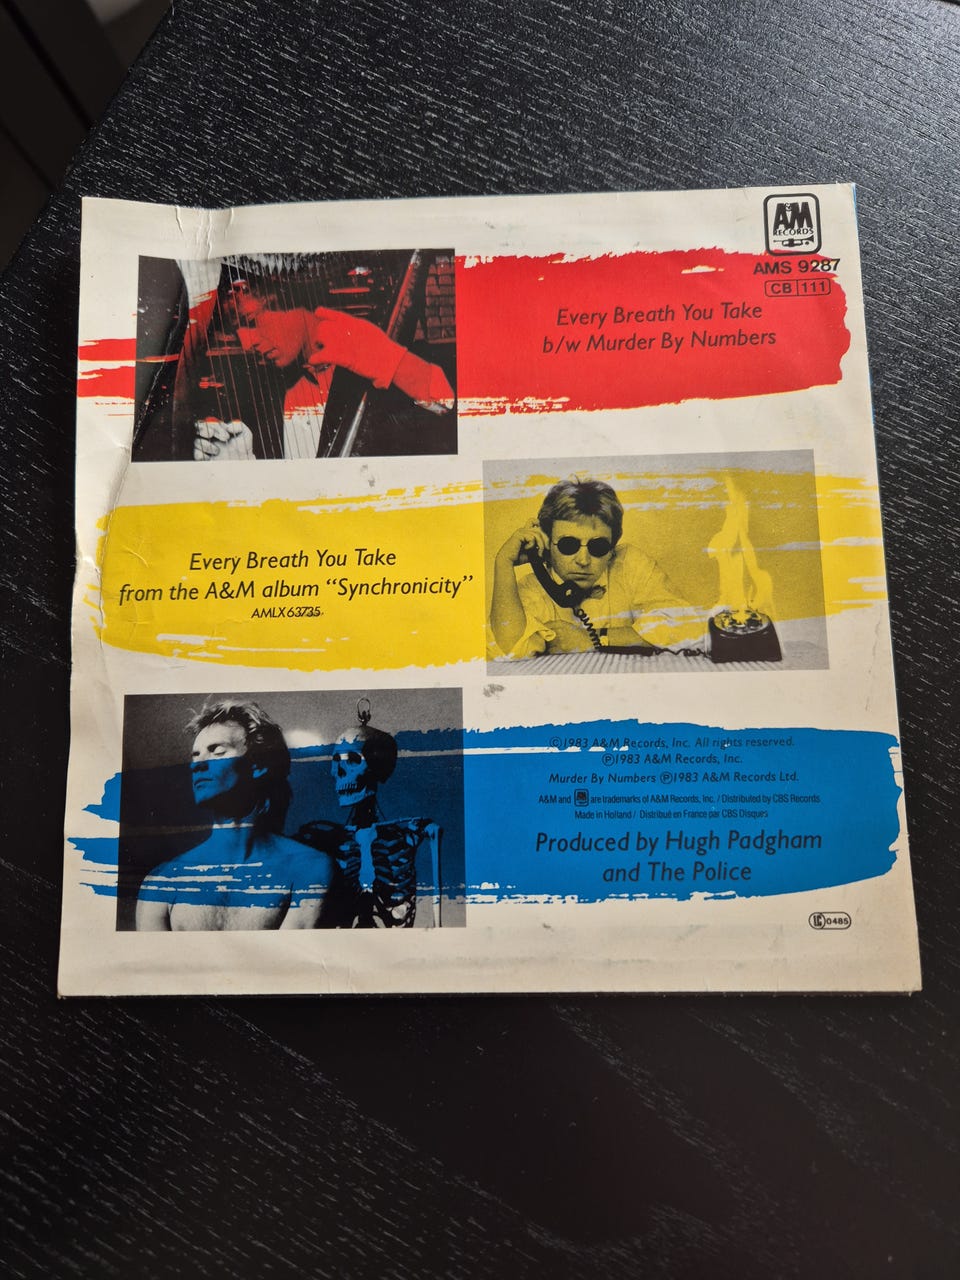 A&M
RECORDS
AMS 9287
CB 111
Every Breath You Take
b/w Murder By Numbers
Every Breath You Take
from the A&M album “Synchronicity”
AMLX 63735
©1983 A&M Records, Inc. All rights reserved.
℗1983 A&M Records, Inc.
Murder By Numbers ℗1983 A&M Records Ltd.
A&M and A&M are trademarks of A&M Records, Inc. / Distributed by CBS Records
Made in Holland / Distribué en France par CBS Disques
Produced by Hugh Padgham
and The Police
LC 0485